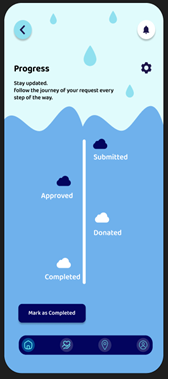 Progress
Stay updated.
follow the journey of your request every
step of the way.
Submitted
Approved
Donated
Completed
Mark as Completed